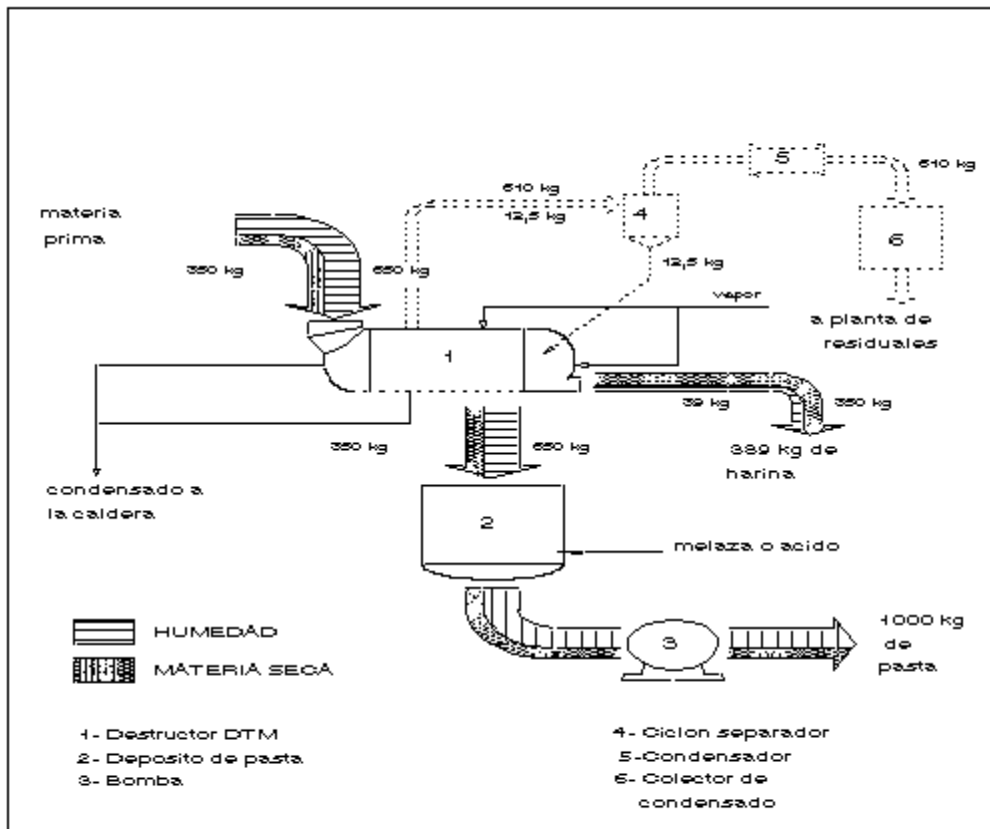 materia
prima
350 kg
650 kg
610 kg
12,5 kg
4
5
610 kg
6
12,5 kg
vapor
a planta de
residuales
1
39 kg
350 kg
389 kg de
harina
350 kg
650 kg
condensado a
la caldera
2
melaza o acido
HUMEDAD
MATERIA SECA
3
1000 kg
de
pasta
1- Destructor DTM
2- Deposito de pasta
3- Bomba
4- Ciclon separador
5-Condensador
6- Colector de
condensado